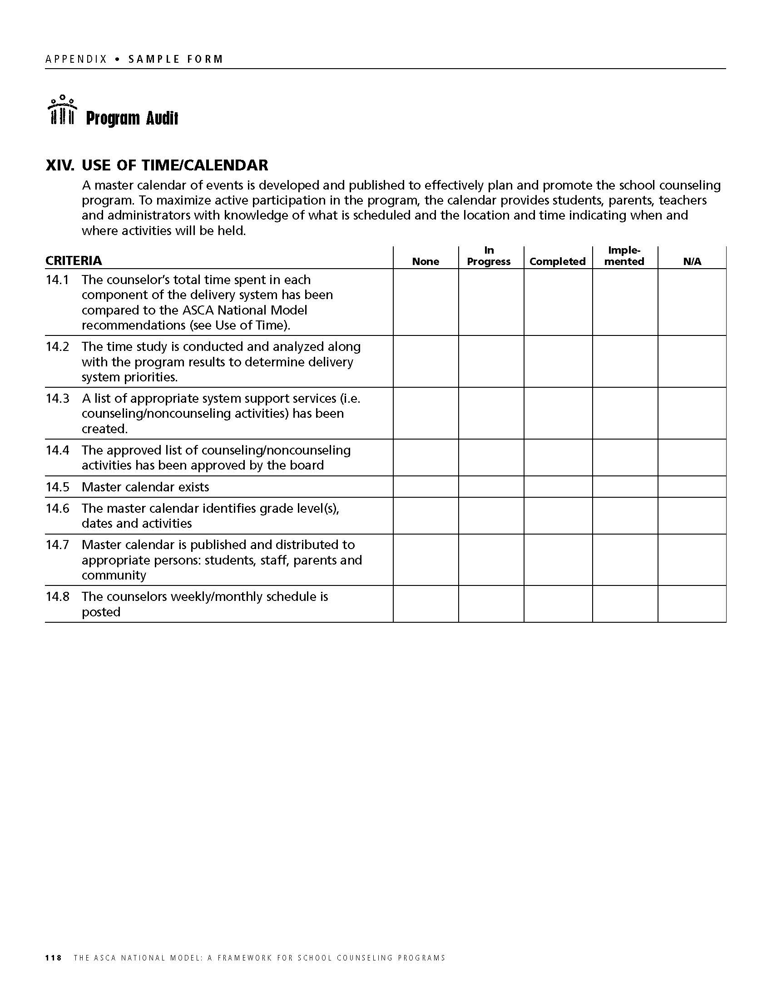 APPENDIX • SAMPLE FORM
Program Audit
XIV. USE OF TIME/CALENDAR
A master calendar of events is developed and published to effectively plan and promote the school counseling
program. To maximize active participation in the program, the calendar provides students, parents, teachers
and administrators with knowledge of what is scheduled and the location and time indicating when and
where activities will be held.
CRITERIA None In Progress Completed Imple-mented N/A
14.1 The counselor’s total time spent in each
component of the delivery system has been
compared to the ASCA National Model
recommendations (see Use of Time).
14.2 The time study is conducted and analyzed along
with the program results to determine delivery
system priorities.
14.3 A list of appropriate system support services (i.e.
counseling/noncounseling activities) has been
created.
14.4 The approved list of counseling/noncounseling
activities has been approved by the board
14.5 Master calendar exists
14.6 The master calendar identifies grade level(s),
dates and activities
14.7 Master calendar is published and distributed to
appropriate persons: students, staff, parents and
community
14.8 The counselors weekly/monthly schedule is
posted
118 THE ASCA NATIONAL MODEL: A FRAMEWORK FOR SCHOOL COUNSELING PROGRAMS